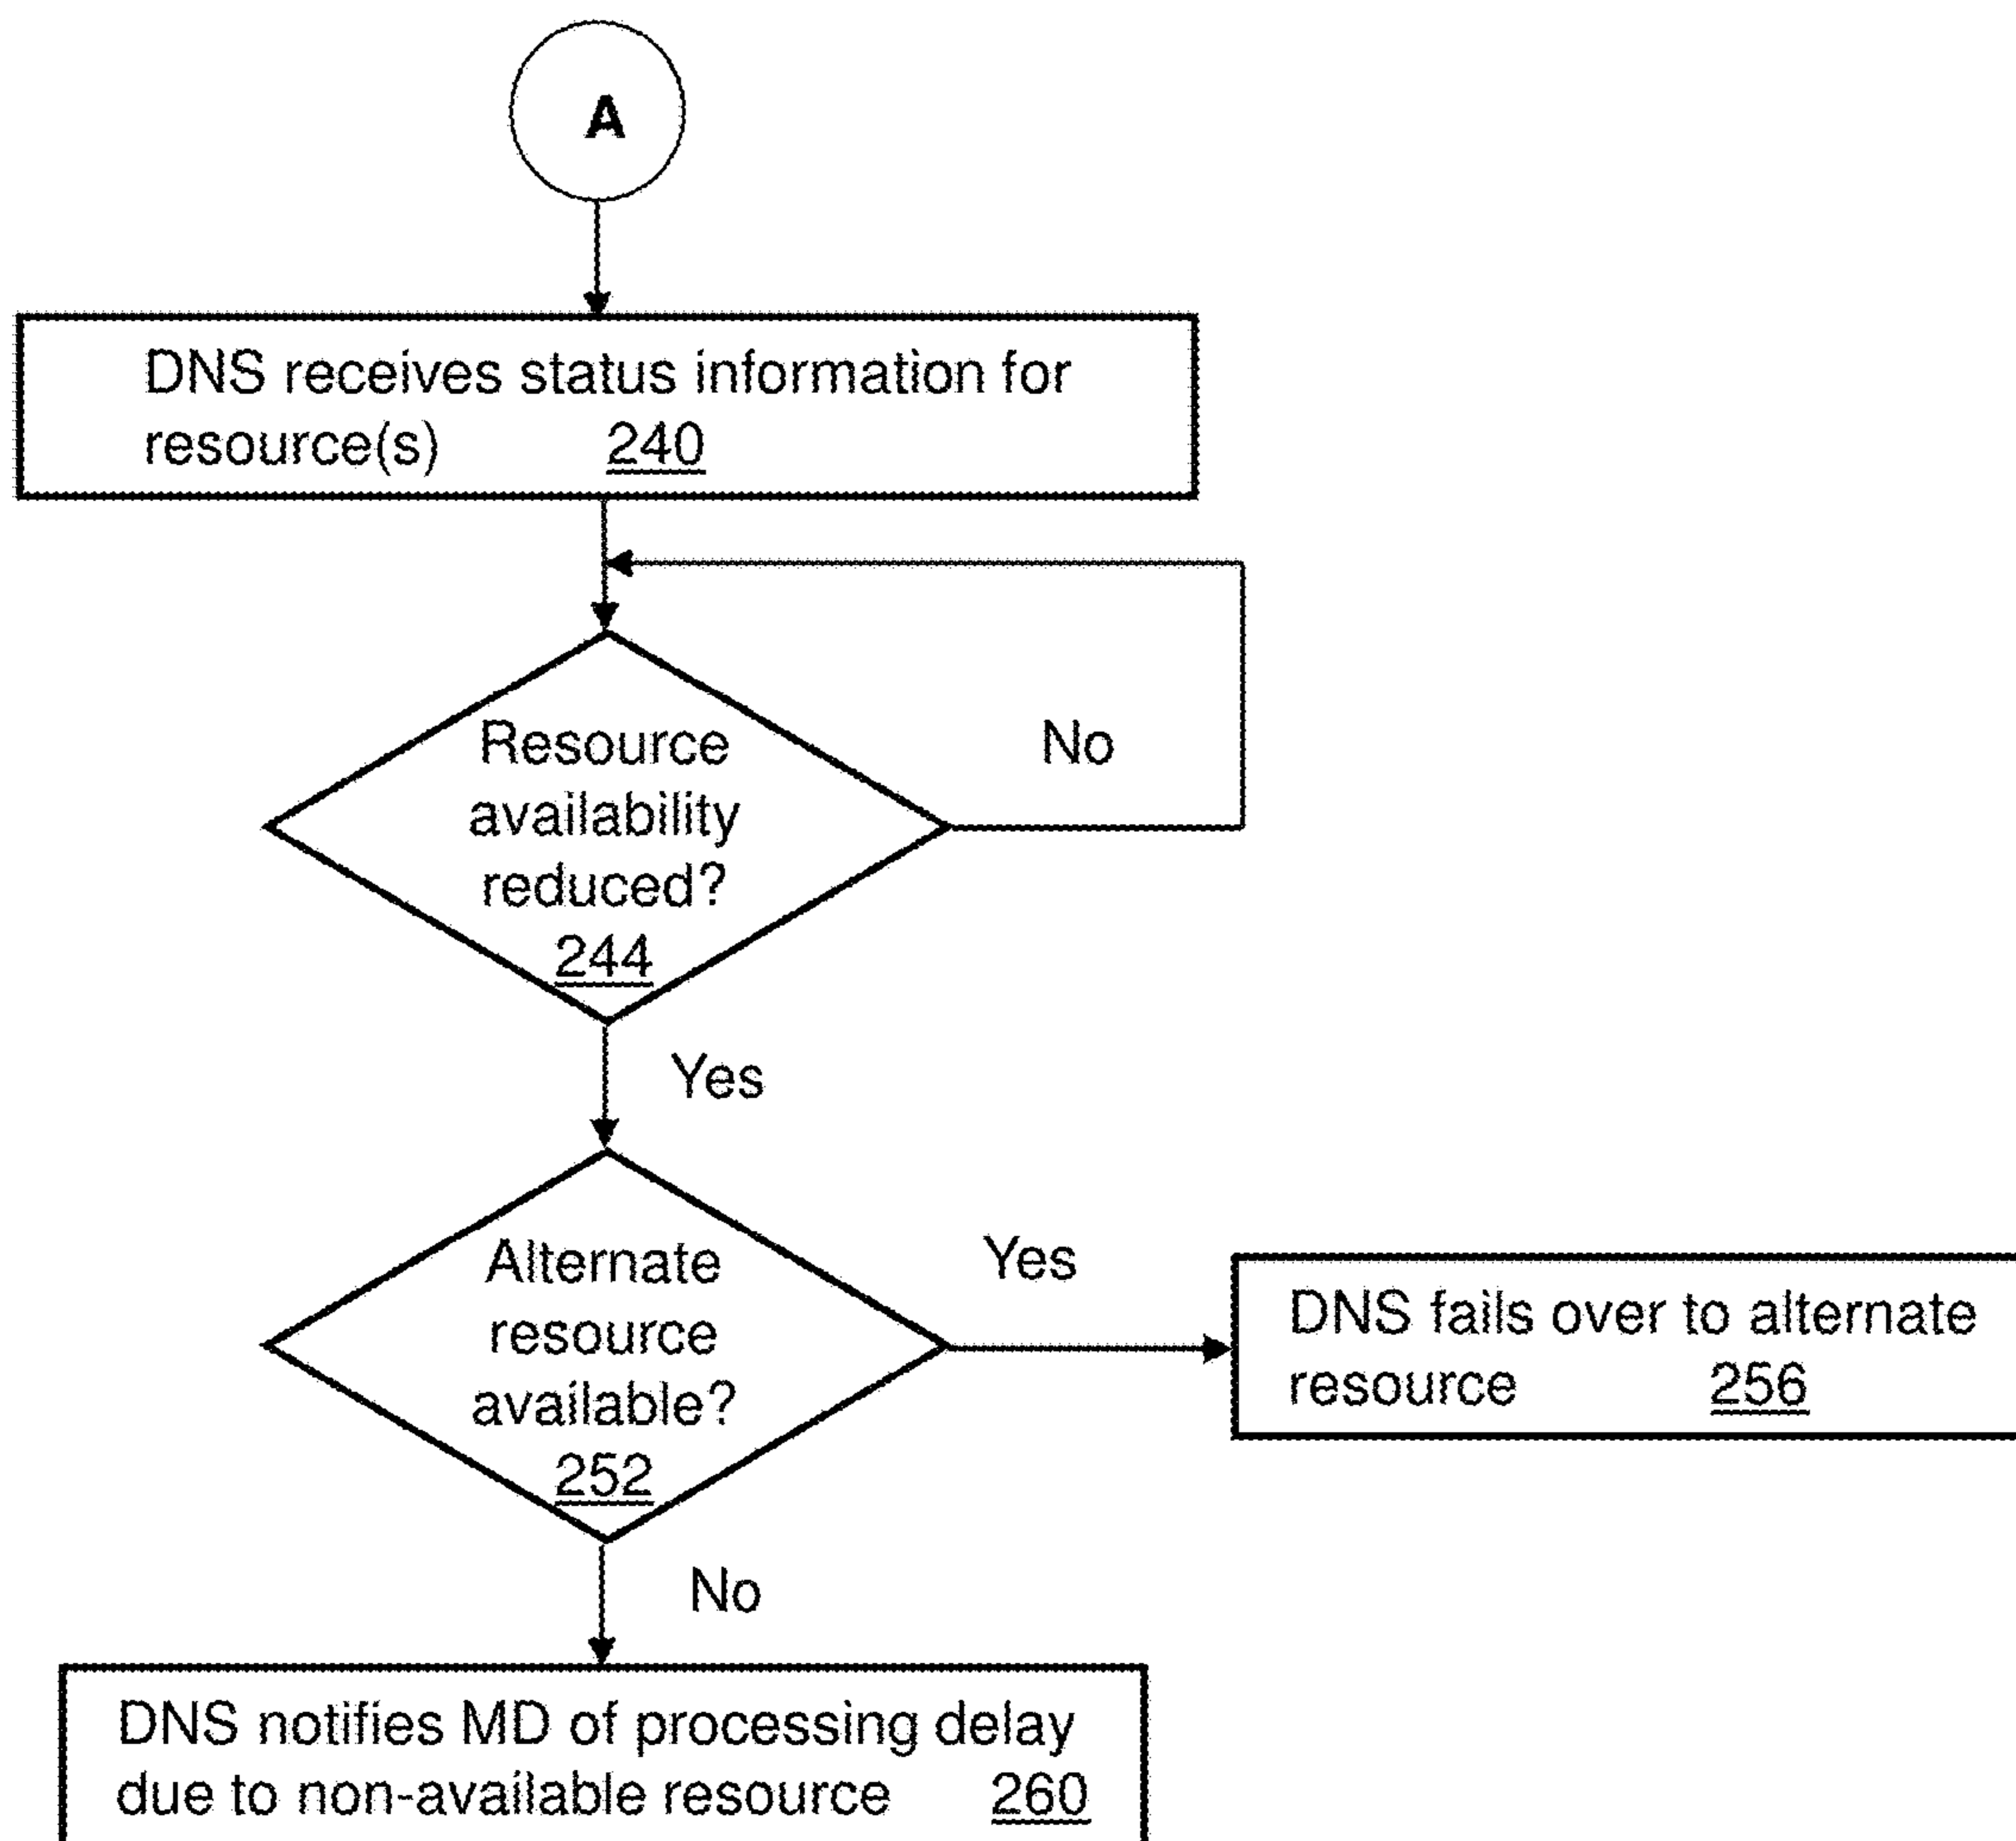 A
DNS receives status information for
resource(s) 240
Resource
availability
reduced?
244
No
Yes
Alternate
resource
available?
252
Yes
DNS fails over to alternate
resource 256
No
DNS notifies MD of processing delay
due to non-available resource 260